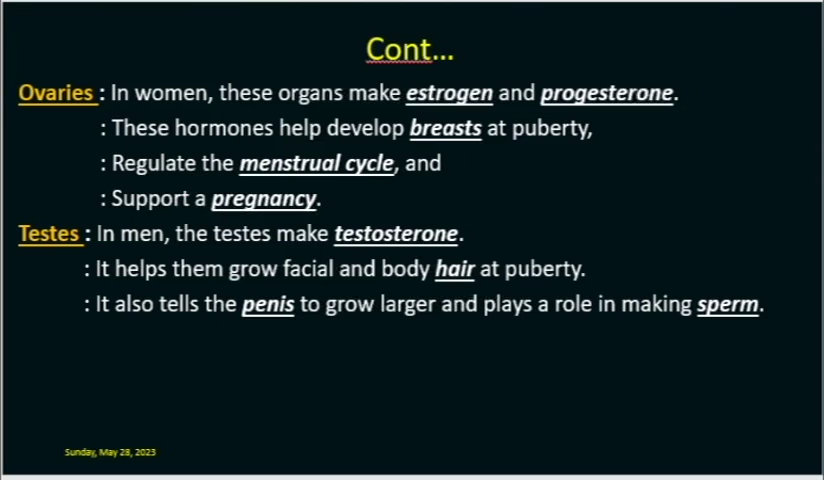 Cont...
Ovaries : In women, these organs make estrogen and progesterone.
: These hormones help develop breasts at puberty,
: Regulate the menstrual cycle, and
: Support a pregnancy.
Testes : In men, the testes make testosterone.
: It helps them grow facial and body hair at puberty.
: It also tells the penis to grow larger and plays a role in making sperm.
Sunday, May 28, 2023